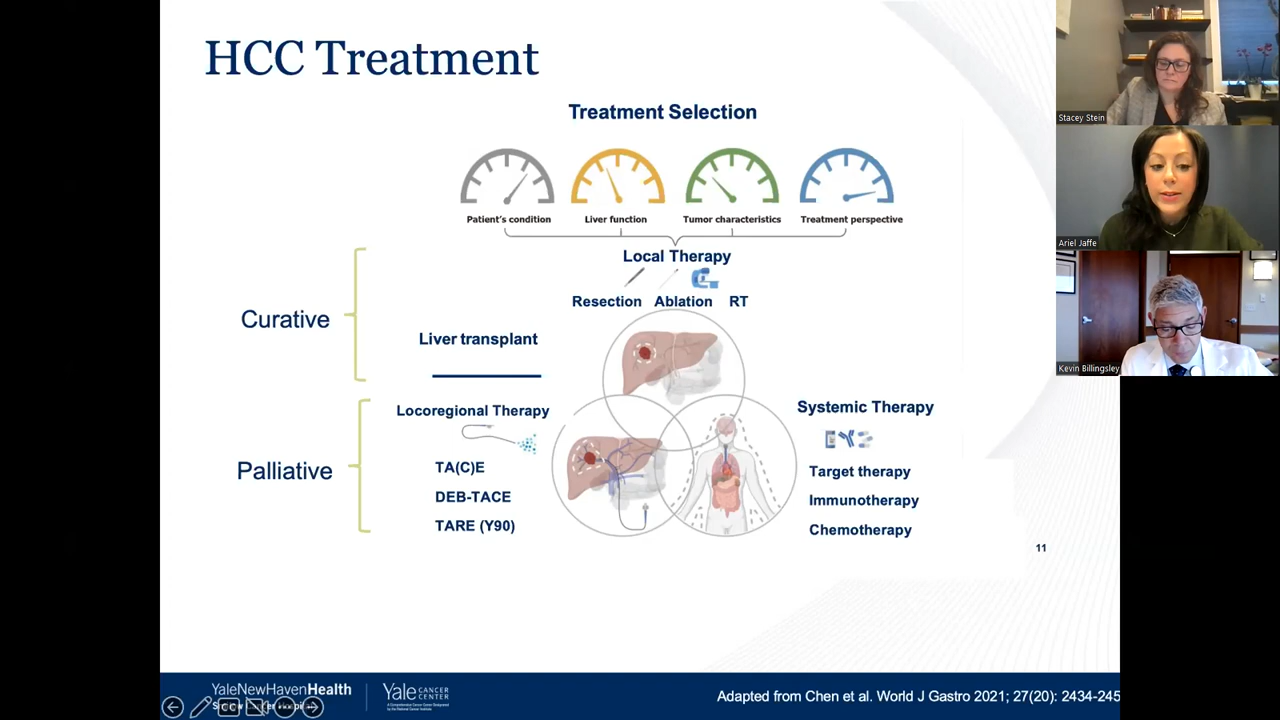 HCC Treatment
Treatment Selection
Patient's condition
Liver function
Tumor characteristics
Treatment perspective
Local Therapy
Resection Ablation RT
Curative
Liver transplant
Palliative
Locoregional Therapy
TA(C)E
DEB-TACE
TARE (Y90)
Systemic Therapy
Target therapy
Immunotherapy
Chemotherapy
11
YaleNewHavenHealth
Yale CANCER
CENTER
Adapted from Chen et al. World J Gastro 2021; 27(20): 2434-245
Stacey Stein
Ariel Jaffe
Kevin Billingsley